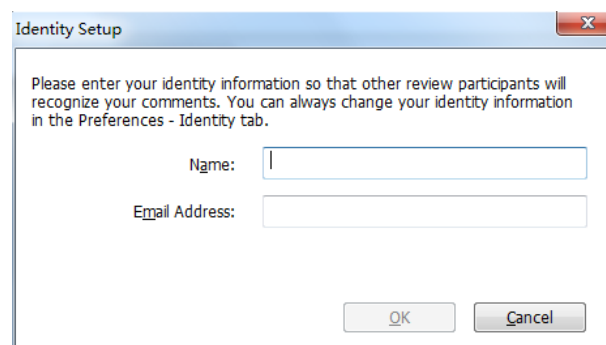 Identity Setup
Please enter your identity information so that other review participants will
recognize your comments. You can always change your identity information
in the Preferences - Identity tab.
Name:
Email Address:
OK Cancel